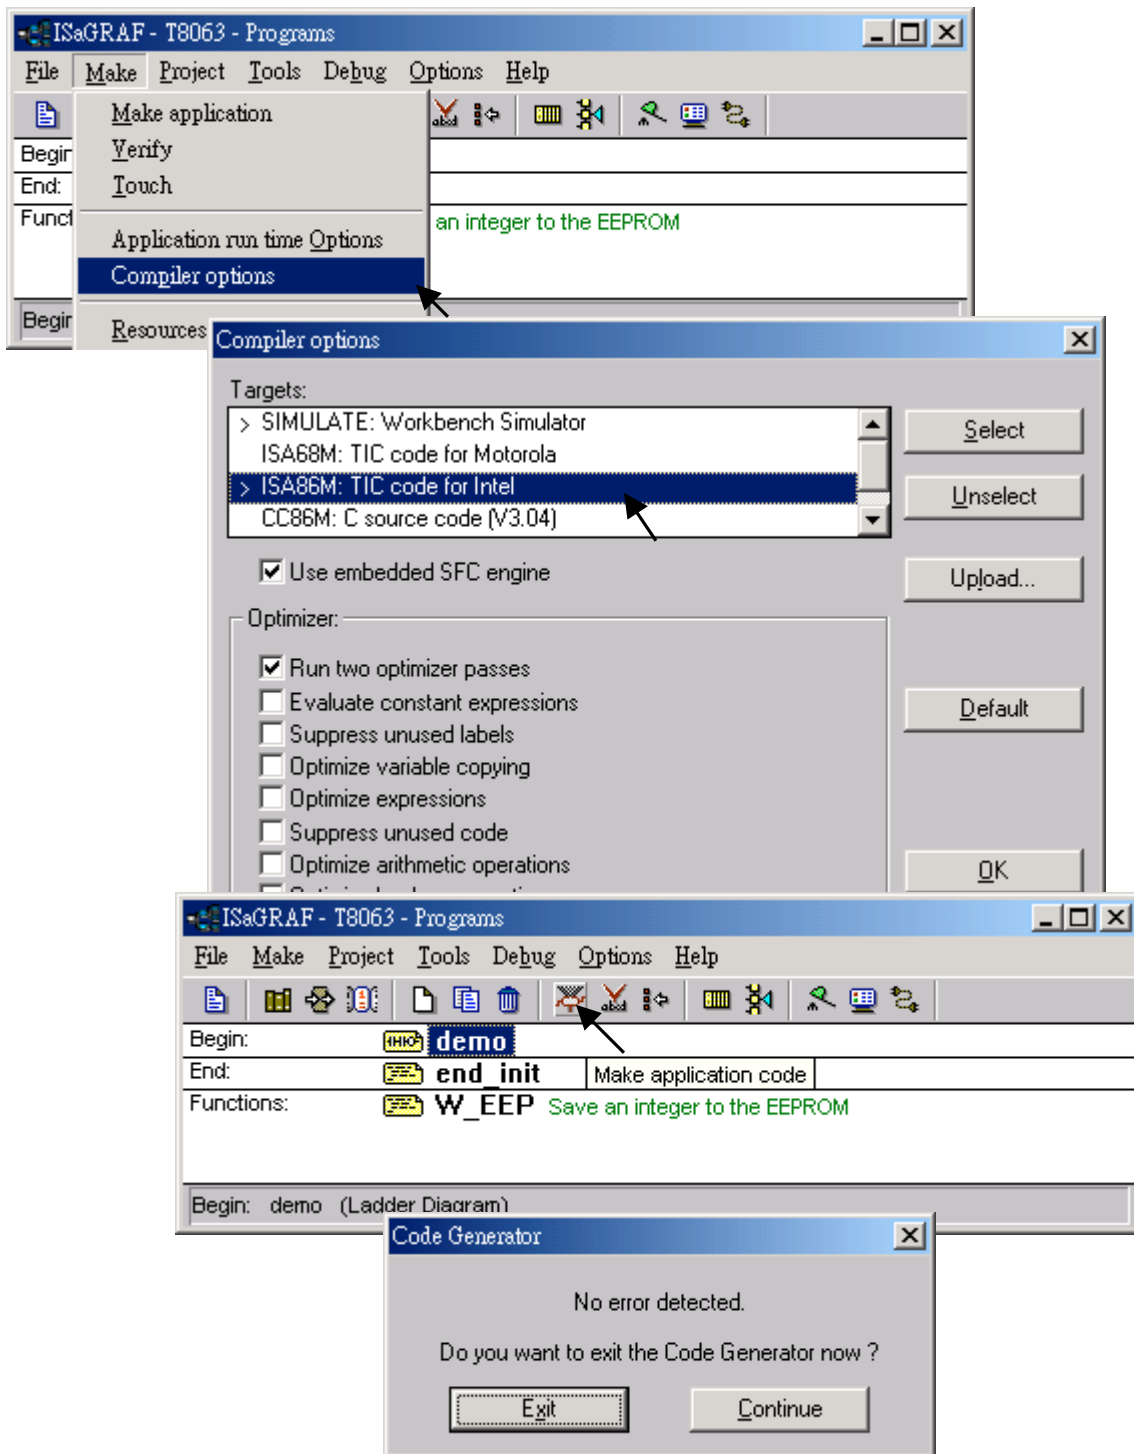 ISaGRAF - T8063 - Programs
File Make Project Tools Debug Options Help
Make application
Verify
Touch
Application run time Options
Compiler options
Resources
Begin
End:
Funct
an integer to the EEPROM
Begin
Compiler options
Targets:
> SIMULATE: Workbench Simulator
ISA68M: TIC code for Motorola
> ISA86M: TIC code for Intel
CC86M: C source code (V3.04)
Select
Unselect
Upload...
Use embedded SFC engine
Optimizer:
Run two optimizer passes
Evaluate constant expressions
Default
Suppress unused labels
Optimize variable copying
Optimize expressions
Suppress unused code
Optimize arithmetic operations
OK
ISaGRAF - T8063 - Programs
File Make Project Tools Debug Options Help
Begin: demo
End: end_init
Make application code
Functions: W_EEP Save an integer to the EEPROM
Begin: demo (Ladder Diagram)
Code Generator
No error detected.
Do you want to exit the Code Generator now ?
Exit Continue